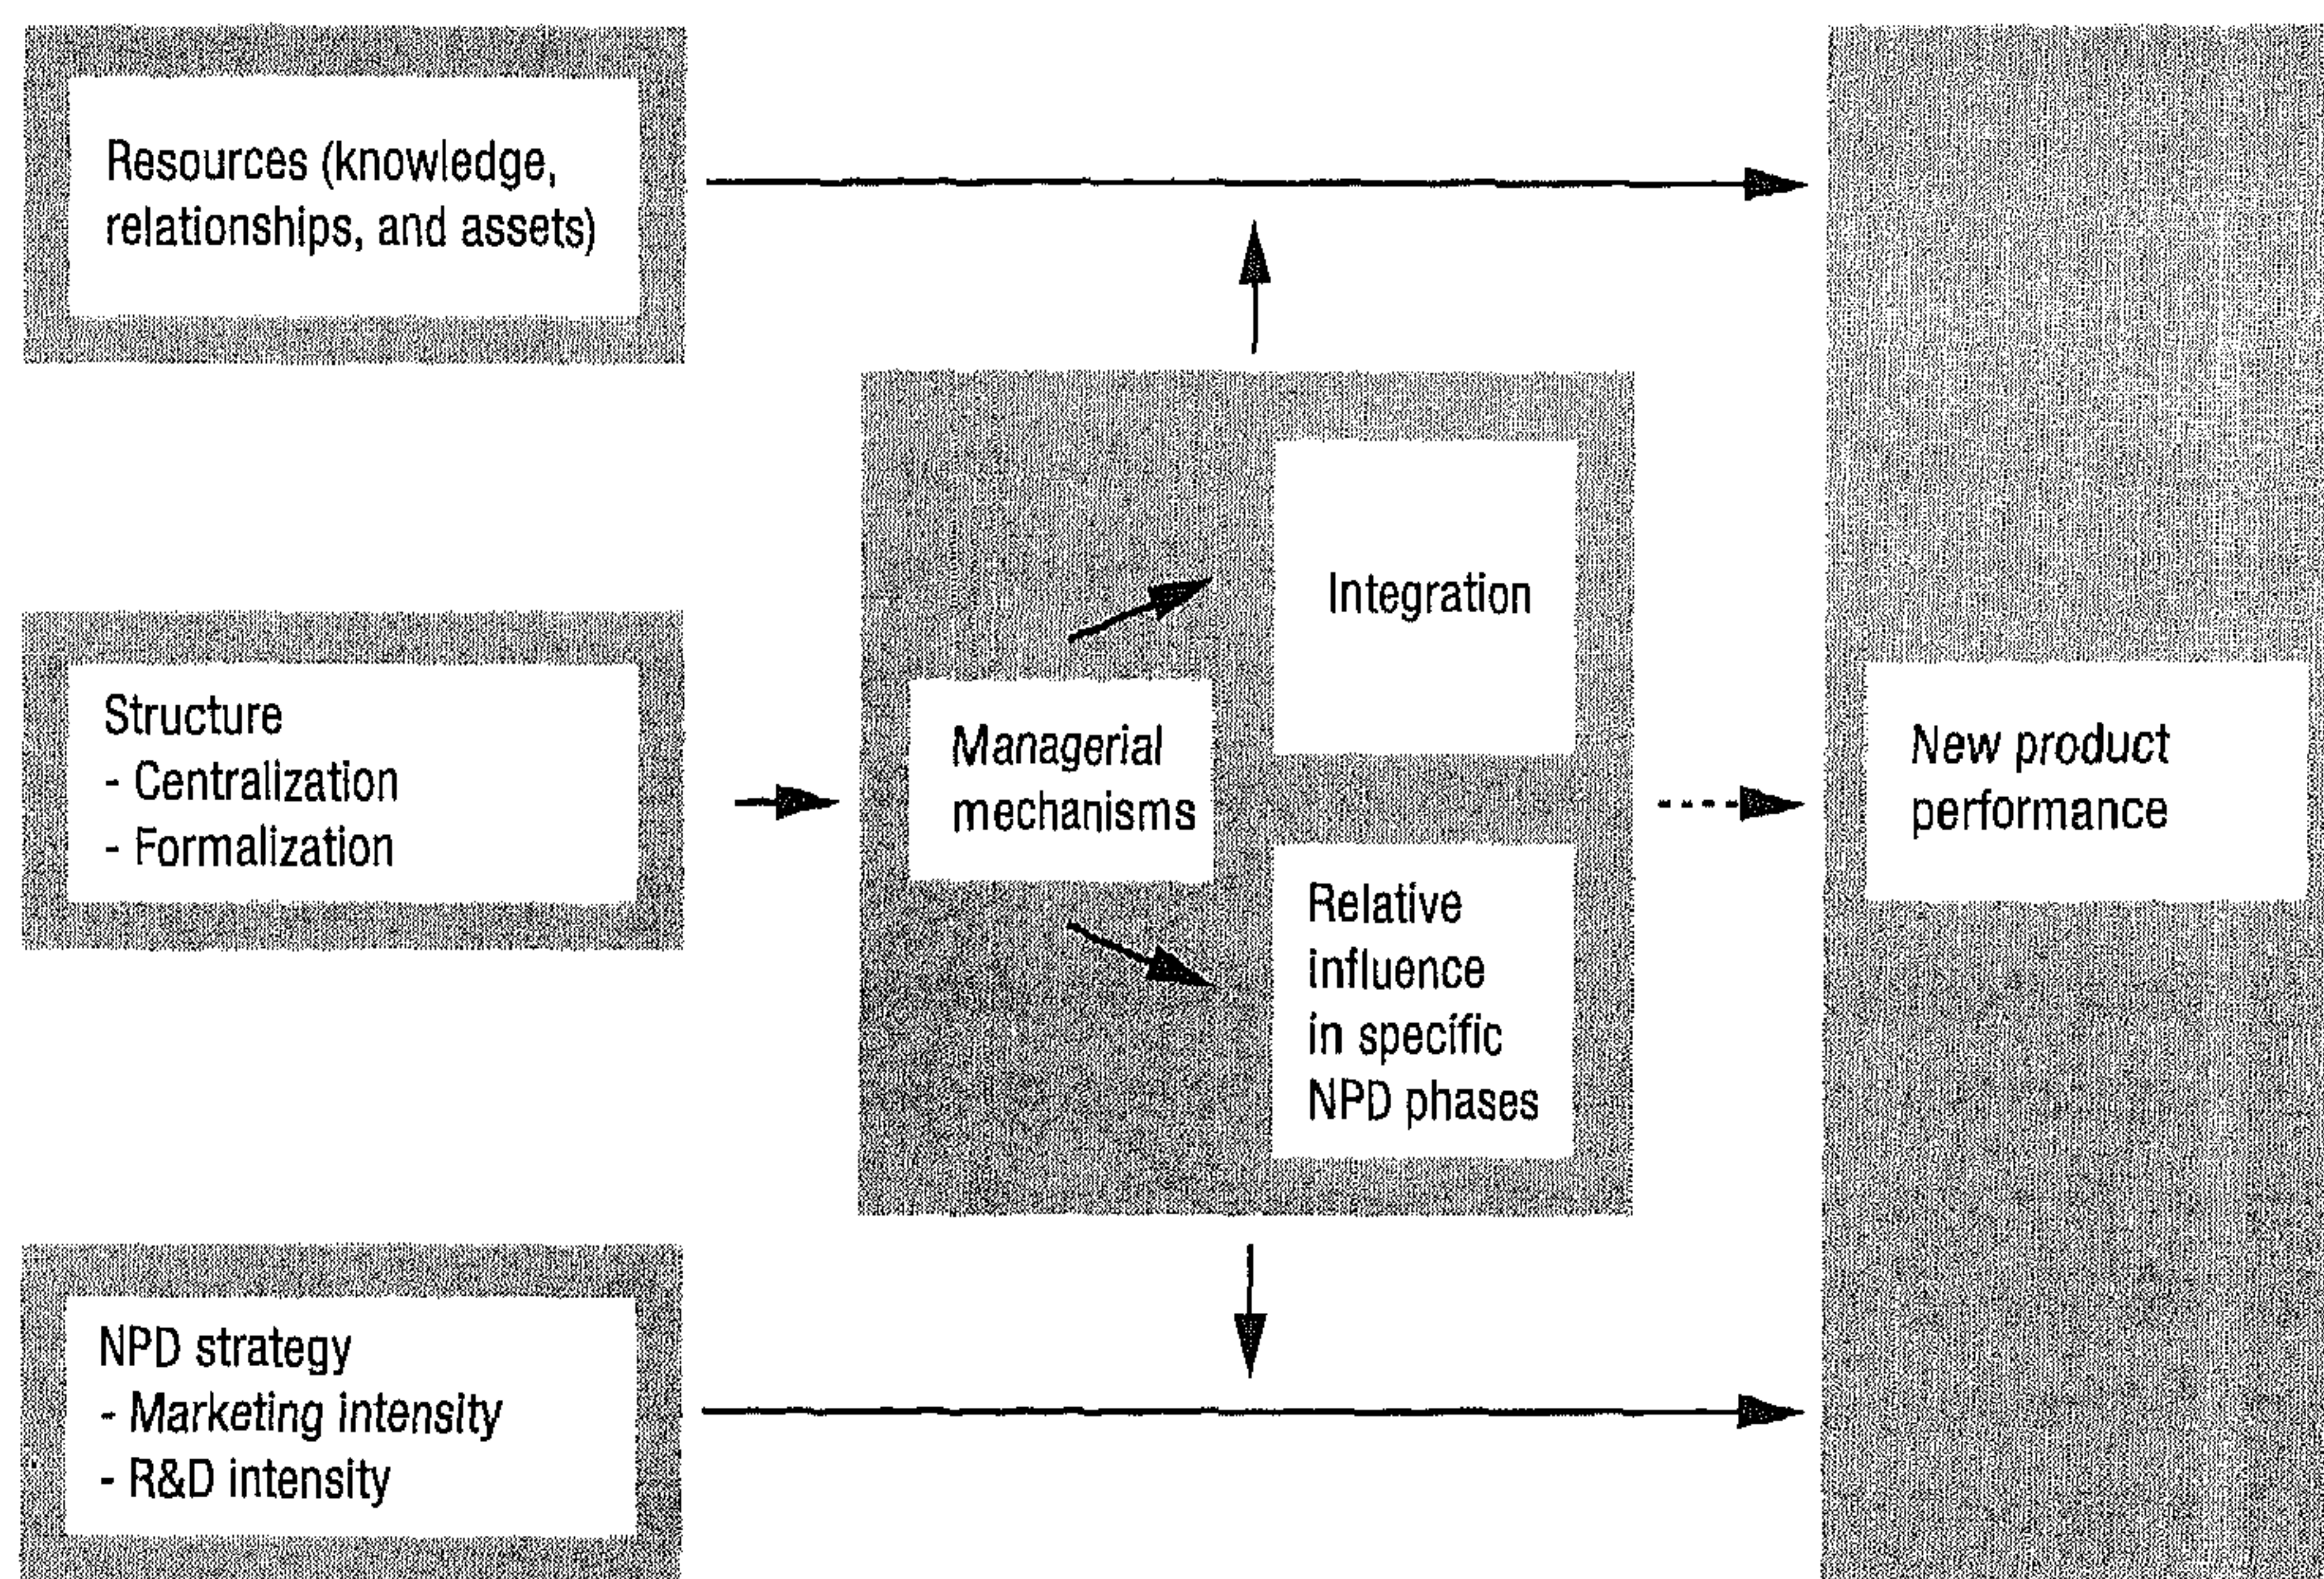 Resources (knowledge,
relationships, and assets)
Structure
- Centralization
- Formalization
NPD strategy
- Marketing intensity
- R&D intensity
Managerial
mechanisms
Integration
Relative
influence
in specific
NPD phases
New product
performance